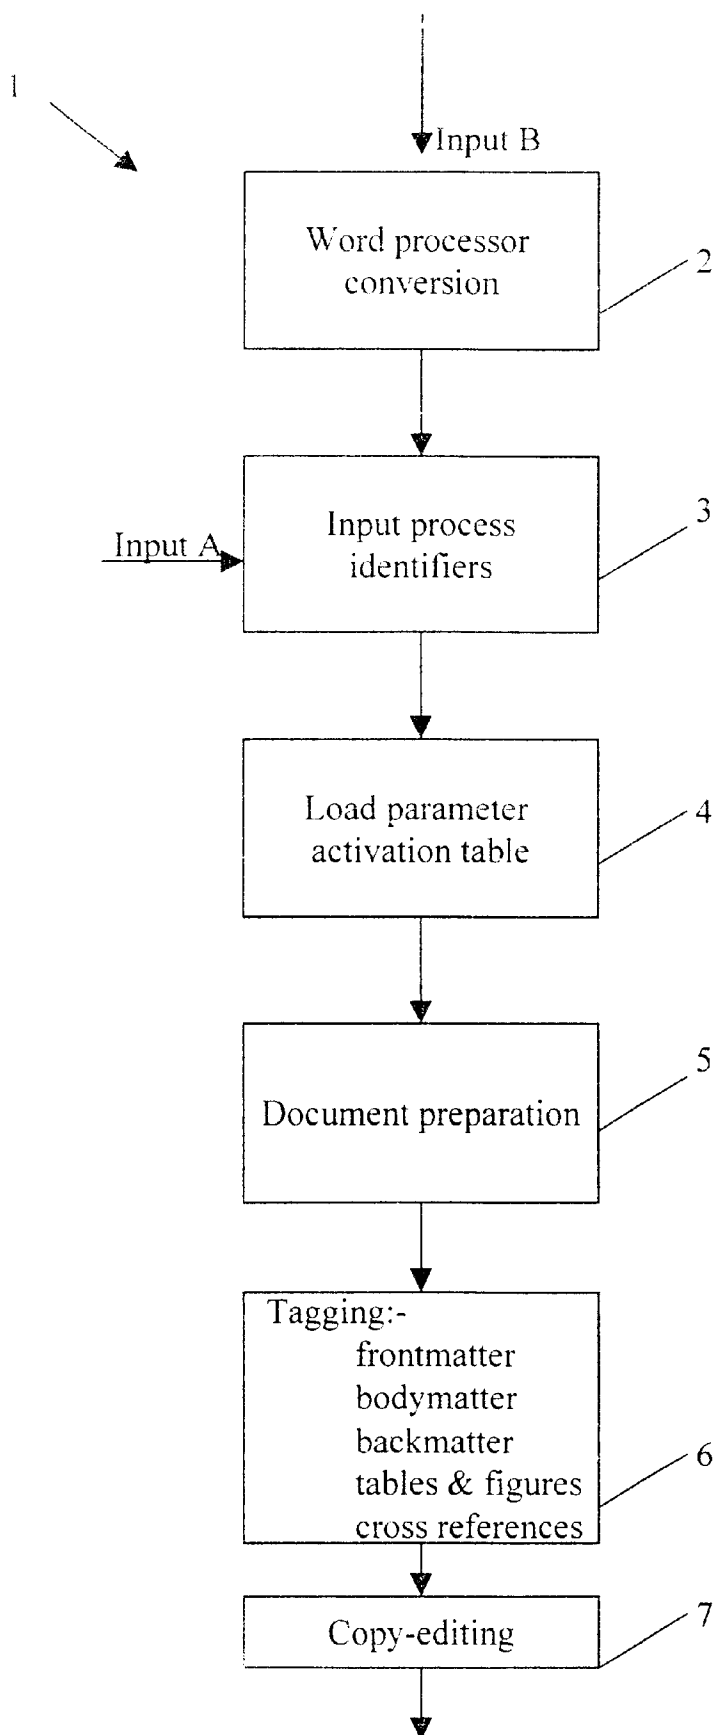 1
Input B
Word processor
conversion
2
Input process
identifiers
3
Input A
Load parameter
activation table
4
Document preparation
5
Tagging:-
frontmatter
bodymatter
backmatter
tables & figures
cross references
6
Copy-editing
7